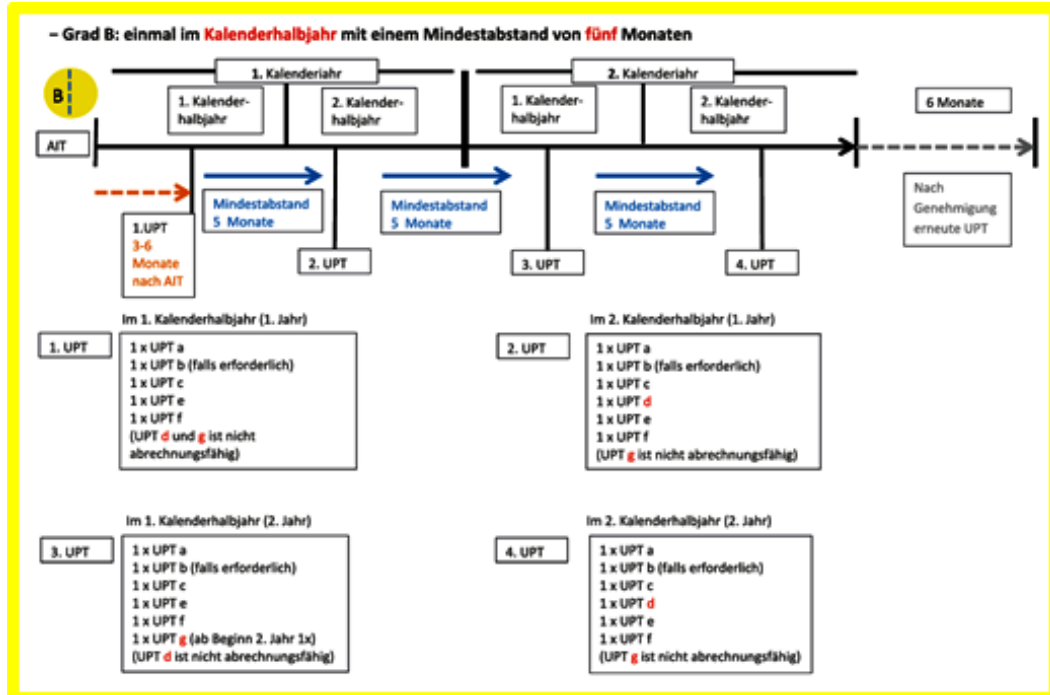 – Grad B: einmal im Kalenderhalbjahr mit einem Mindestabstand von fünf Monaten
1. Kalenderjahr
2. Kalenderjahr
B
1. Kalender-
halbjahr
2. Kalender-
halbjahr
1. Kalender-
halbjahr
2. Kalender-
halbjahr
6 Monate
AIT
Mindestabstand
5 Monate
Mindestabstand
5 Monate
Mindestabstand
5 Monate
Nach
Genehmigung
erneute UPT
1.UPT
3-6
Monate
nach AIT
2. UPT
3. UPT
4. UPT
Im 1. Kalenderhalbjahr (1. Jahr)
1. UPT
1 x UPT a
1 x UPT b (falls erforderlich)
1 x UPT c
1 x UPT e
1 x UPT f
(UPT d und g ist nicht
abrechnungsfähig)
Im 2. Kalenderhalbjahr (1. Jahr)
2. UPT
1 x UPT a
1 x UPT b (falls erforderlich)
1 x UPT c
1 x UPT d
1 x UPT e
1 x UPT f
(UPT g ist nicht abrechnungsfähig)
Im 1. Kalenderhalbjahr (2. Jahr)
3. UPT
1 x UPT a
1 x UPT b (falls erforderlich)
1 x UPT c
1 x UPT e
1 x UPT f
1 x UPT g (ab Beginn 2. Jahr 1x)
(UPT d ist nicht abrechnungsfähig)
Im 2. Kalenderhalbjahr (2. Jahr)
4. UPT
1 x UPT a
1 x UPT b (falls erforderlich)
1 x UPT c
1 x UPT d
1 x UPT e
1 x UPT f
(UPT g ist nicht abrechnungsfähig)